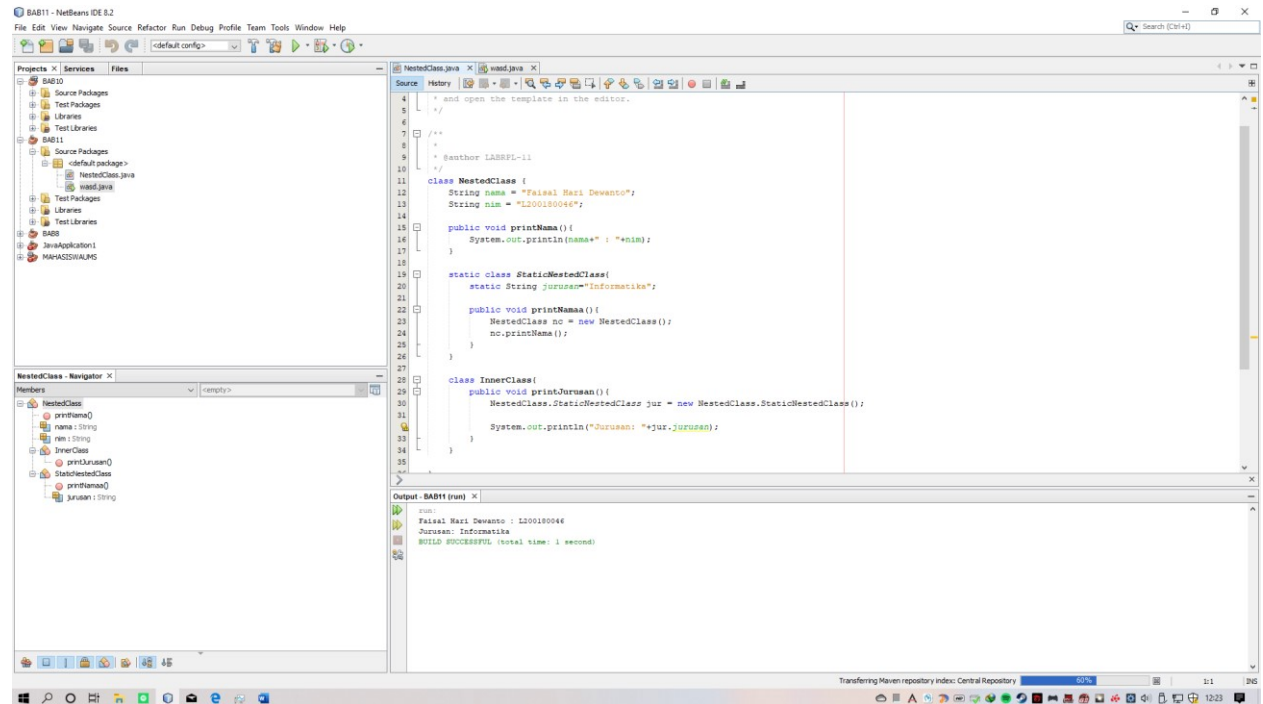 BAB11 - NetBeans IDE 8.2
File Edit View Navigate Source Refactor Run Debug Profile Team Tools Window Help
Search (Ctrl+I)
<default config>
Projects Services Files
BAB10
Source Packages
Test Packages
Libraries
Test Libraries
BAB11
Source Packages
<default package>
NestedClass.java
wasd.java
Test Packages
Libraries
Test Libraries
BAB8
JavaApplication1
MAHASISWAUMS
NestedClass - Navigator
Members <empty>
NestedClass
printNama()
nama : String
nim : String
InnerClass
printJurusan()
StaticNestedClass
printNamaa()
jurusan : String
NestedClass.java wasd.java
Source History
4 * and open the template in the editor.
5 */
6
7 /**
8 *
9 * @author LABRPL-11
10 */
11 class NestedClass {
12 String nama = "Faisal Hari Dewanto";
13 String nim = "L200180046";
14
15 public void printNama(){
16 System.out.println(nama+" : "+nim);
17 }
18
19 static class StaticNestedClass{
20 static String jurusan="Informatika";
21
22 public void printNamaa(){
23 NestedClass nc = new NestedClass();
24 nc.printNama();
25 }
26 }
27
28 class InnerClass{
29 public void printJurusan(){
30 NestedClass.StaticNestedClass jur = new NestedClass.StaticNestedClass();
31
System.out.println("Jurusan: "+jur.jurusan);
33 }
34 }
35
Output - BAB11 (run)
run:
Faisal Hari Dewanto : L200180046
Jurusan: Informatika
BUILD SUCCESSFUL (total time: 1 second)
Transferring Maven repository index: Central Repository 60% 1:1 INS
12:23